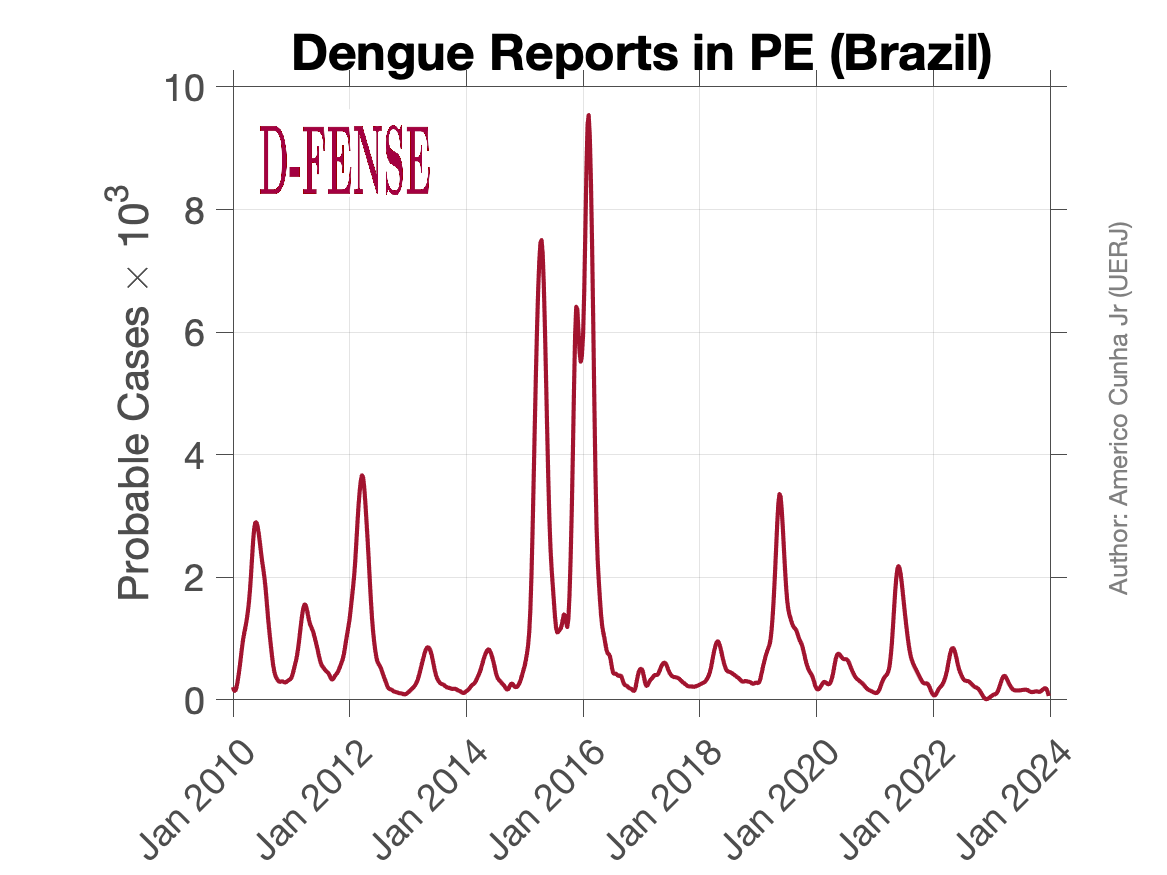 Dengue Reports in PE (Brazil)
D-FENSE
10
8
6
4
2
0
Probable Cases × 10³
Jan 2010
Jan 2012
Jan 2014
Jan 2016
Jan 2018
Jan 2020
Jan 2022
Jan 2024
Author: Americo Cunha Jr (UERJ)